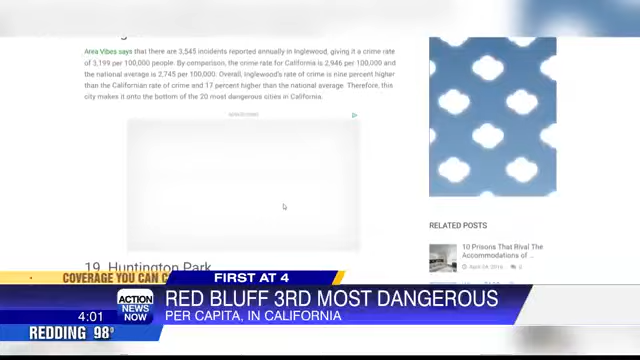 Area Vibes says that there are 3,545 incidents reported annually in Inglewood, giving it a crime rate
of 3,199 per 100,000 people. By comparison, the crime rate for California is 2,946 per 100,000 and
the national average is 2,745 per 100,000. Overall, Inglewood's rate of crime is nine percent higher
than the Californian rate of crime and 17 percent higher than the national average. Therefore, this
city makes it onto the bottom of the 20 most dangerous cities in California.
ADVERTISEMENT
RELATED POSTS
10 Prisons That Rival The
Accommodations of ...
19. Huntington Park
COVERAGE YOU CAN C
FIRST AT 4
ACTION
NEWS
NOW
RED BLUFF 3RD MOST DANGEROUS
PER CAPITA, IN CALIFORNIA
4:01
REDDING 98°